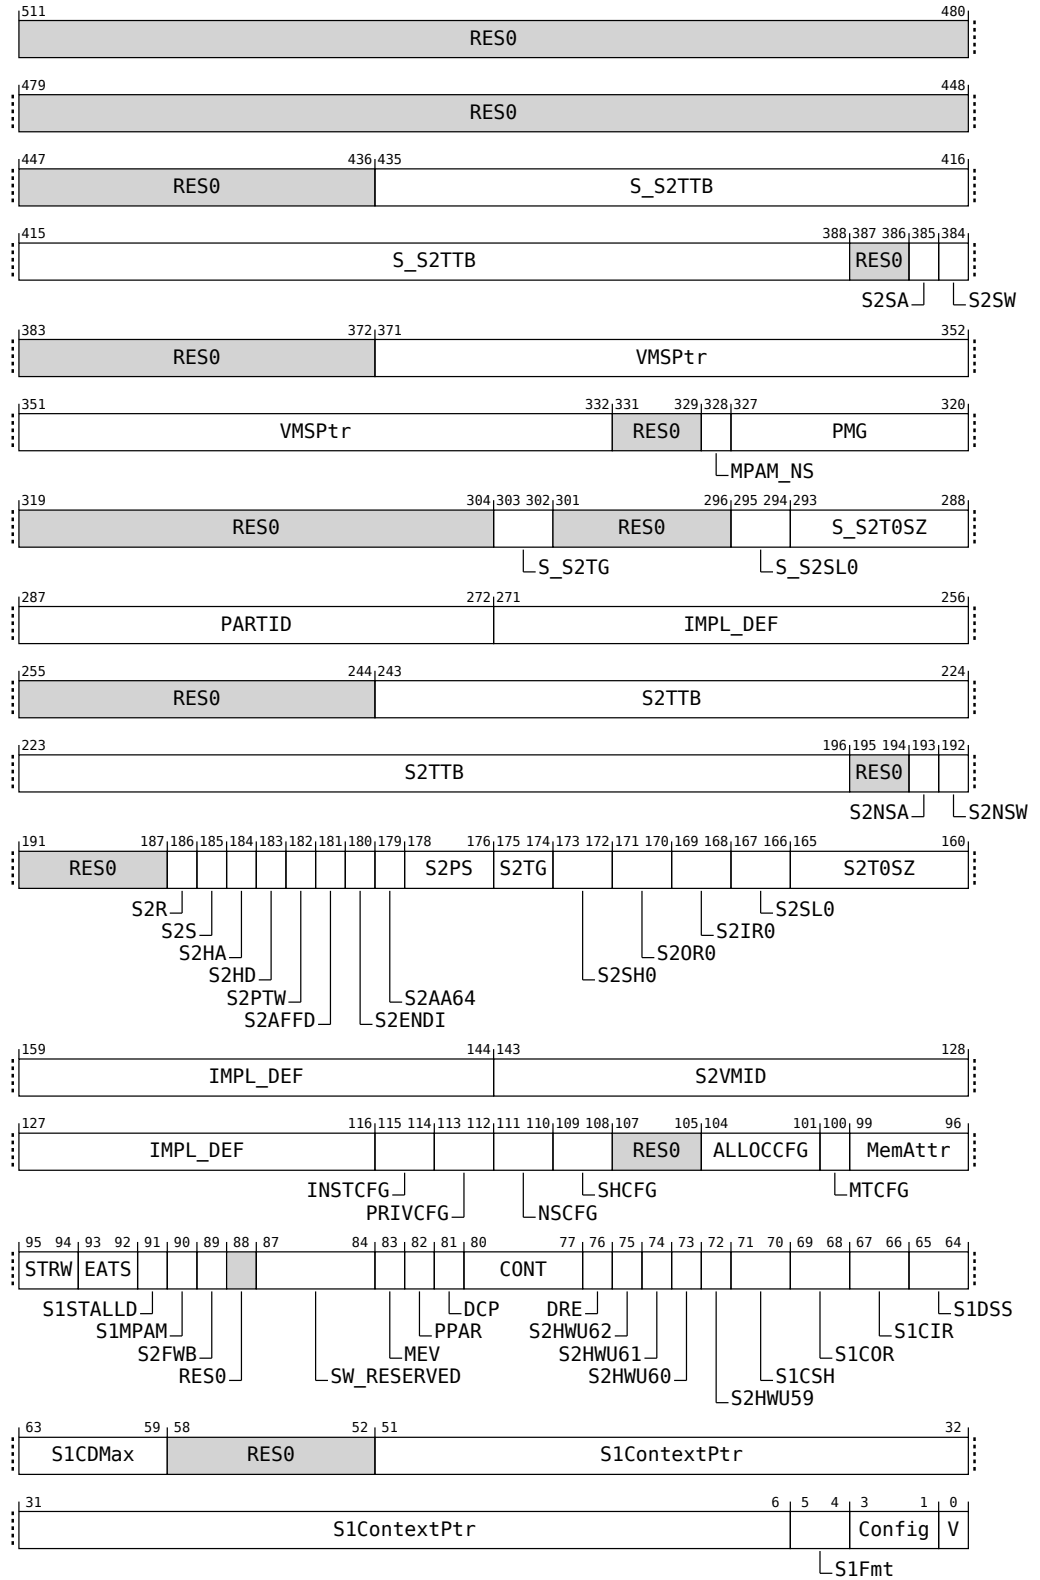 511 480
RES0
479 448
RES0
447 436 435 416
RES0 S_S2TTB
415 388 387 386 385 384
S_S2TTB RES0
S2SA S2SW
383 372 371 352
RES0 VMSPtr
351 332 331 329 328 327 320
VMSPtr RES0 PMG
MPAM_NS
319 304 303 302 301 296 295 294 293 288
RES0 RES0 S_S2T0SZ
S_S2TG S_S2SL0
287 272 271 256
PARTID IMPL_DEF
255 244 243 224
RES0 S2TTB
223 196 195 194 193 192
S2TTB RES0
S2NSA S2NSW
191 187 186 185 184 183 182 181 180 179 178 176 175 174 173 172 171 170 169 168 167 166 165 160
RES0 S2PS S2TG S2T0SZ
S2R S2SL0
S2S S2IR0
S2HA S2OR0
S2HD S2SH0
S2PTW S2AA64
S2AFFD S2ENDI
159 144 143 128
IMPL_DEF S2VMID
127 116 115 114 113 112 111 110 109 108 107 105 104 101 100 99 96
IMPL_DEF RES0 ALLOCCFG MemAttr
INSTCFG SHCFG MTCFG
PRIVCFG NSCFG
95 94 93 92 91 90 89 88 87 84 83 82 81 80 77 76 75 74 73 72 71 70 69 68 67 66 65 64
STRW EATS CONT
S1STALLD DCP DRE S1DSS
S1MPAM PPAR S2HWU62 S1CIR
S2FWB MEV S2HWU61 S1COR
RES0 SW_RESERVED S2HWU60 S1CSH
S2HWU59
63 59 58 52 51 32
S1CDMax RES0 S1ContextPtr
31 6 5 4 3 1 0
S1ContextPtr Config V
S1Fmt